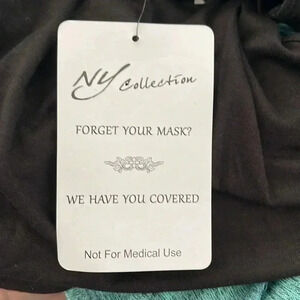 NY Collection
FORGET YOUR MASK?
WE HAVE YOU COVERED
Not For Medical Use